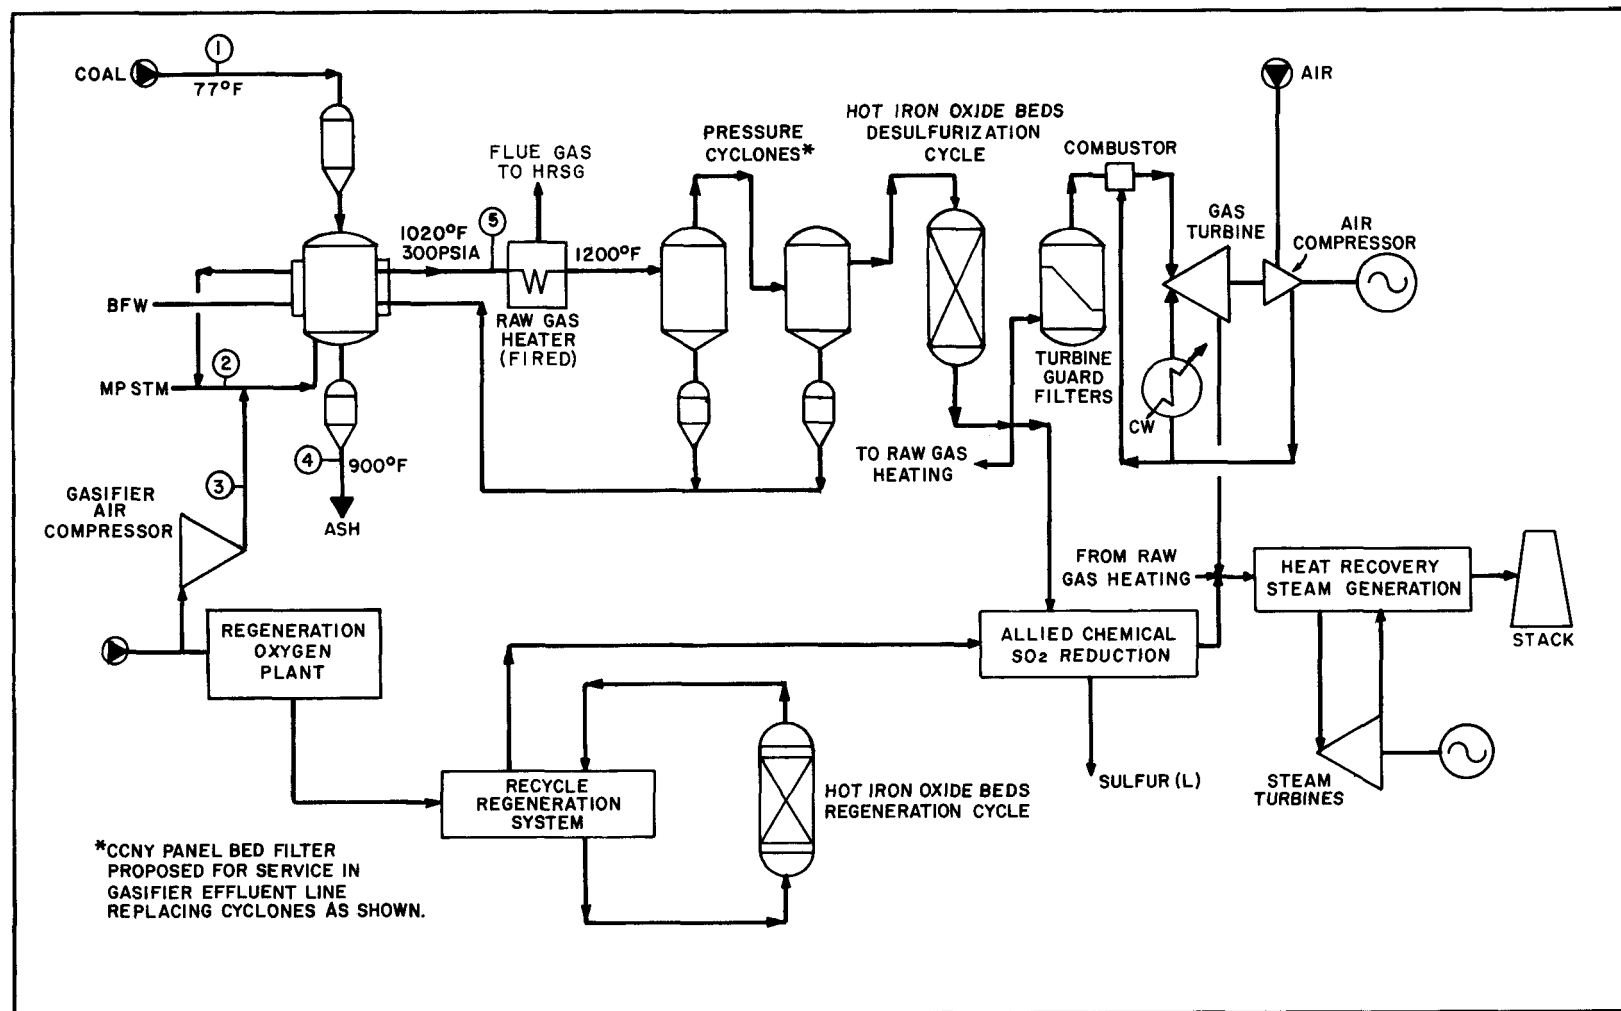 1
COAL
77°F
AIR
HOT IRON OXIDE BEDS
DESULFURIZATION
CYCLE
PRESSURE
CYCLONES*
COMBUSTOR
FLUE GAS
TO HRSG
GAS
TURBINE
AIR
COMPRESSOR
5
1020°F
300PSIA
1200°F
BFW
RAW GAS
HEATER
(FIRED)
TURBINE
GUARD
FILTERS
2
MP STM
CW
4
900°F
TO RAW GAS
HEATING
3
GASIFIER
AIR
COMPRESSOR
ASH
FROM RAW
GAS HEATING
HEAT RECOVERY
STEAM GENERATION
STACK
REGENERATION
OXYGEN
PLANT
ALLIED CHEMICAL
SO2 REDUCTION
SULFUR (L)
STEAM
TURBINES
RECYCLE
REGENERATION
SYSTEM
HOT IRON OXIDE BEDS
REGENERATION CYCLE
*CCNY PANEL BED FILTER
PROPOSED FOR SERVICE IN
GASIFIER EFFLUENT LINE
REPLACING CYCLONES AS SHOWN.